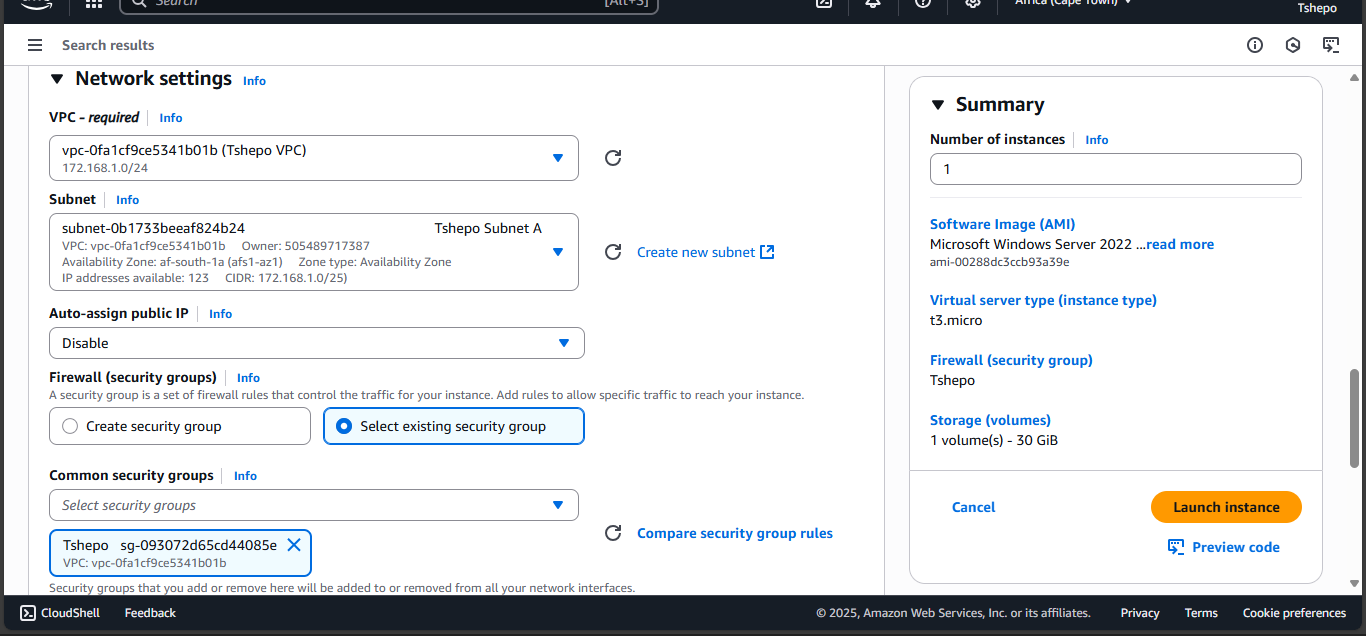 Search
[Alt+S]
Africa (Cape Town)
Tshepo
Search results
Network settings Info
VPC - required Info
vpc-0fa1cf9ce5341b01b (Tshepo VPC)
172.168.1.0/24
Subnet Info
subnet-0b1733beeaf824b24 Tshepo Subnet A
VPC: vpc-0fa1cf9ce5341b01b Owner: 505489717387
Availability Zone: af-south-1a (afs1-az1) Zone type: Availability Zone
IP addresses available: 123 CIDR: 172.168.1.0/25)
Create new subnet
Auto-assign public IP Info
Disable
Firewall (security groups) Info
A security group is a set of firewall rules that control the traffic for your instance. Add rules to allow specific traffic to reach your instance.
Create security group
Select existing security group
Common security groups Info
Select security groups
Tshepo sg-093072d65cd44085e
VPC: vpc-0fa1cf9ce5341b01b
Compare security group rules
Security groups that you add or remove here will be added to or removed from all your network interfaces.
Summary
Number of instances Info
1
Software Image (AMI)
Microsoft Windows Server 2022 ...read more
ami-00288dc3ccb93a39e
Virtual server type (instance type)
t3.micro
Firewall (security group)
Tshepo
Storage (volumes)
1 volume(s) - 30 GiB
Cancel
Launch instance
Preview code
CloudShell Feedback
© 2025, Amazon Web Services, Inc. or its affiliates. Privacy Terms Cookie preferences